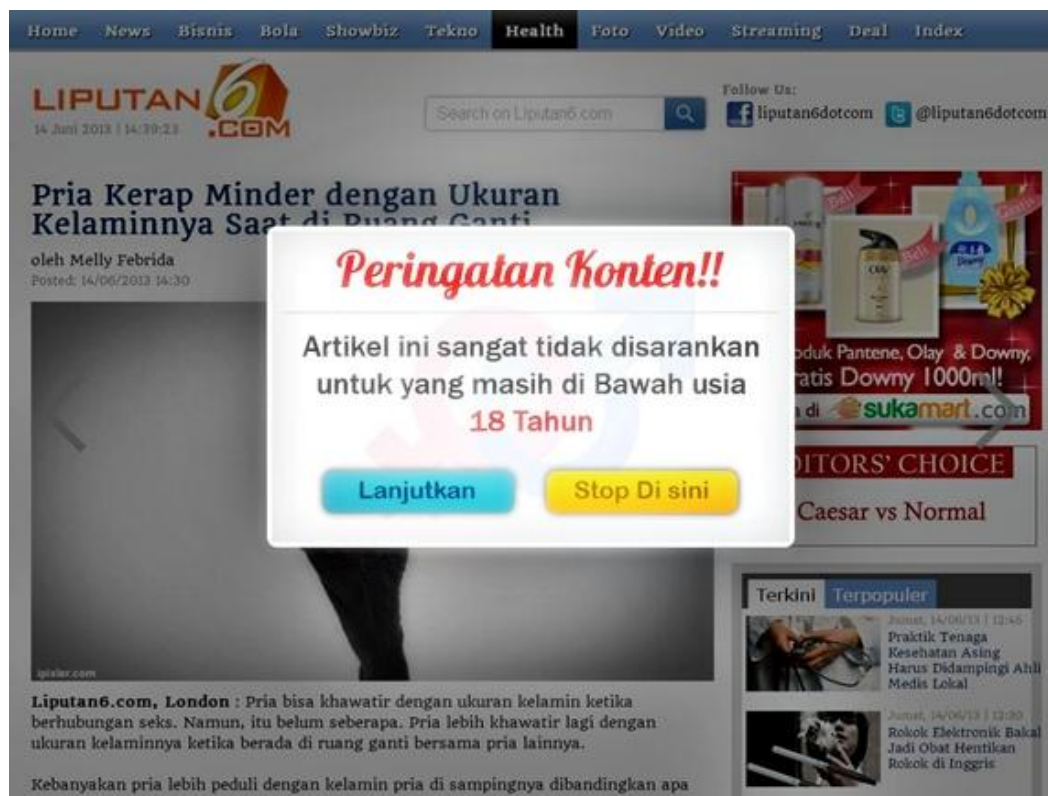 Home News Bisnis Bola Showbiz Tekno Health Foto Video Streaming Deal Index
LIPUTAN 6 .COM
14 Juni 2013 | 14:39:23
Search on Liputan6.com
Follow Us:
liputan6dotcom @liputan6dotcom
Pria Kerap Minder dengan Ukuran
Kelaminnya Saat di Ruang Ganti
oleh Melly Febrida
Posted: 14/06/2013 14:30
Peringatan Konten!!
Artikel ini sangat tidak disarankan
untuk yang masih di Bawah usia
18 Tahun
Lanjutkan Stop Di sini
Beli
Gratis
Beli
OLAY
Downy
Pantene, Olay & Downy,
Downy 1000ml!
di sukamart.com
EDITORS' CHOICE
Caesar vs Normal
Terkini Terpopuler
Jumat, 14/06/13 | 12:46
Praktik Tenaga
Kesehatan Asing
Harus Didampingi Ahli
Medis Lokal
Jumat, 14/06/13 | 12:30
Rokok Elektronik Bakal
Jadi Obat Hentikan
Rokok di Inggris
Liputan6.com, London : Pria bisa khawatir dengan ukuran kelamin ketika
berhubungan seks. Namun, itu belum seberapa. Pria lebih khawatir lagi dengan
ukuran kelaminnya ketika berada di ruang ganti bersama pria lainnya.
Kebanyakan pria lebih peduli dengan kelamin pria di sampingnya dibandingkan apa